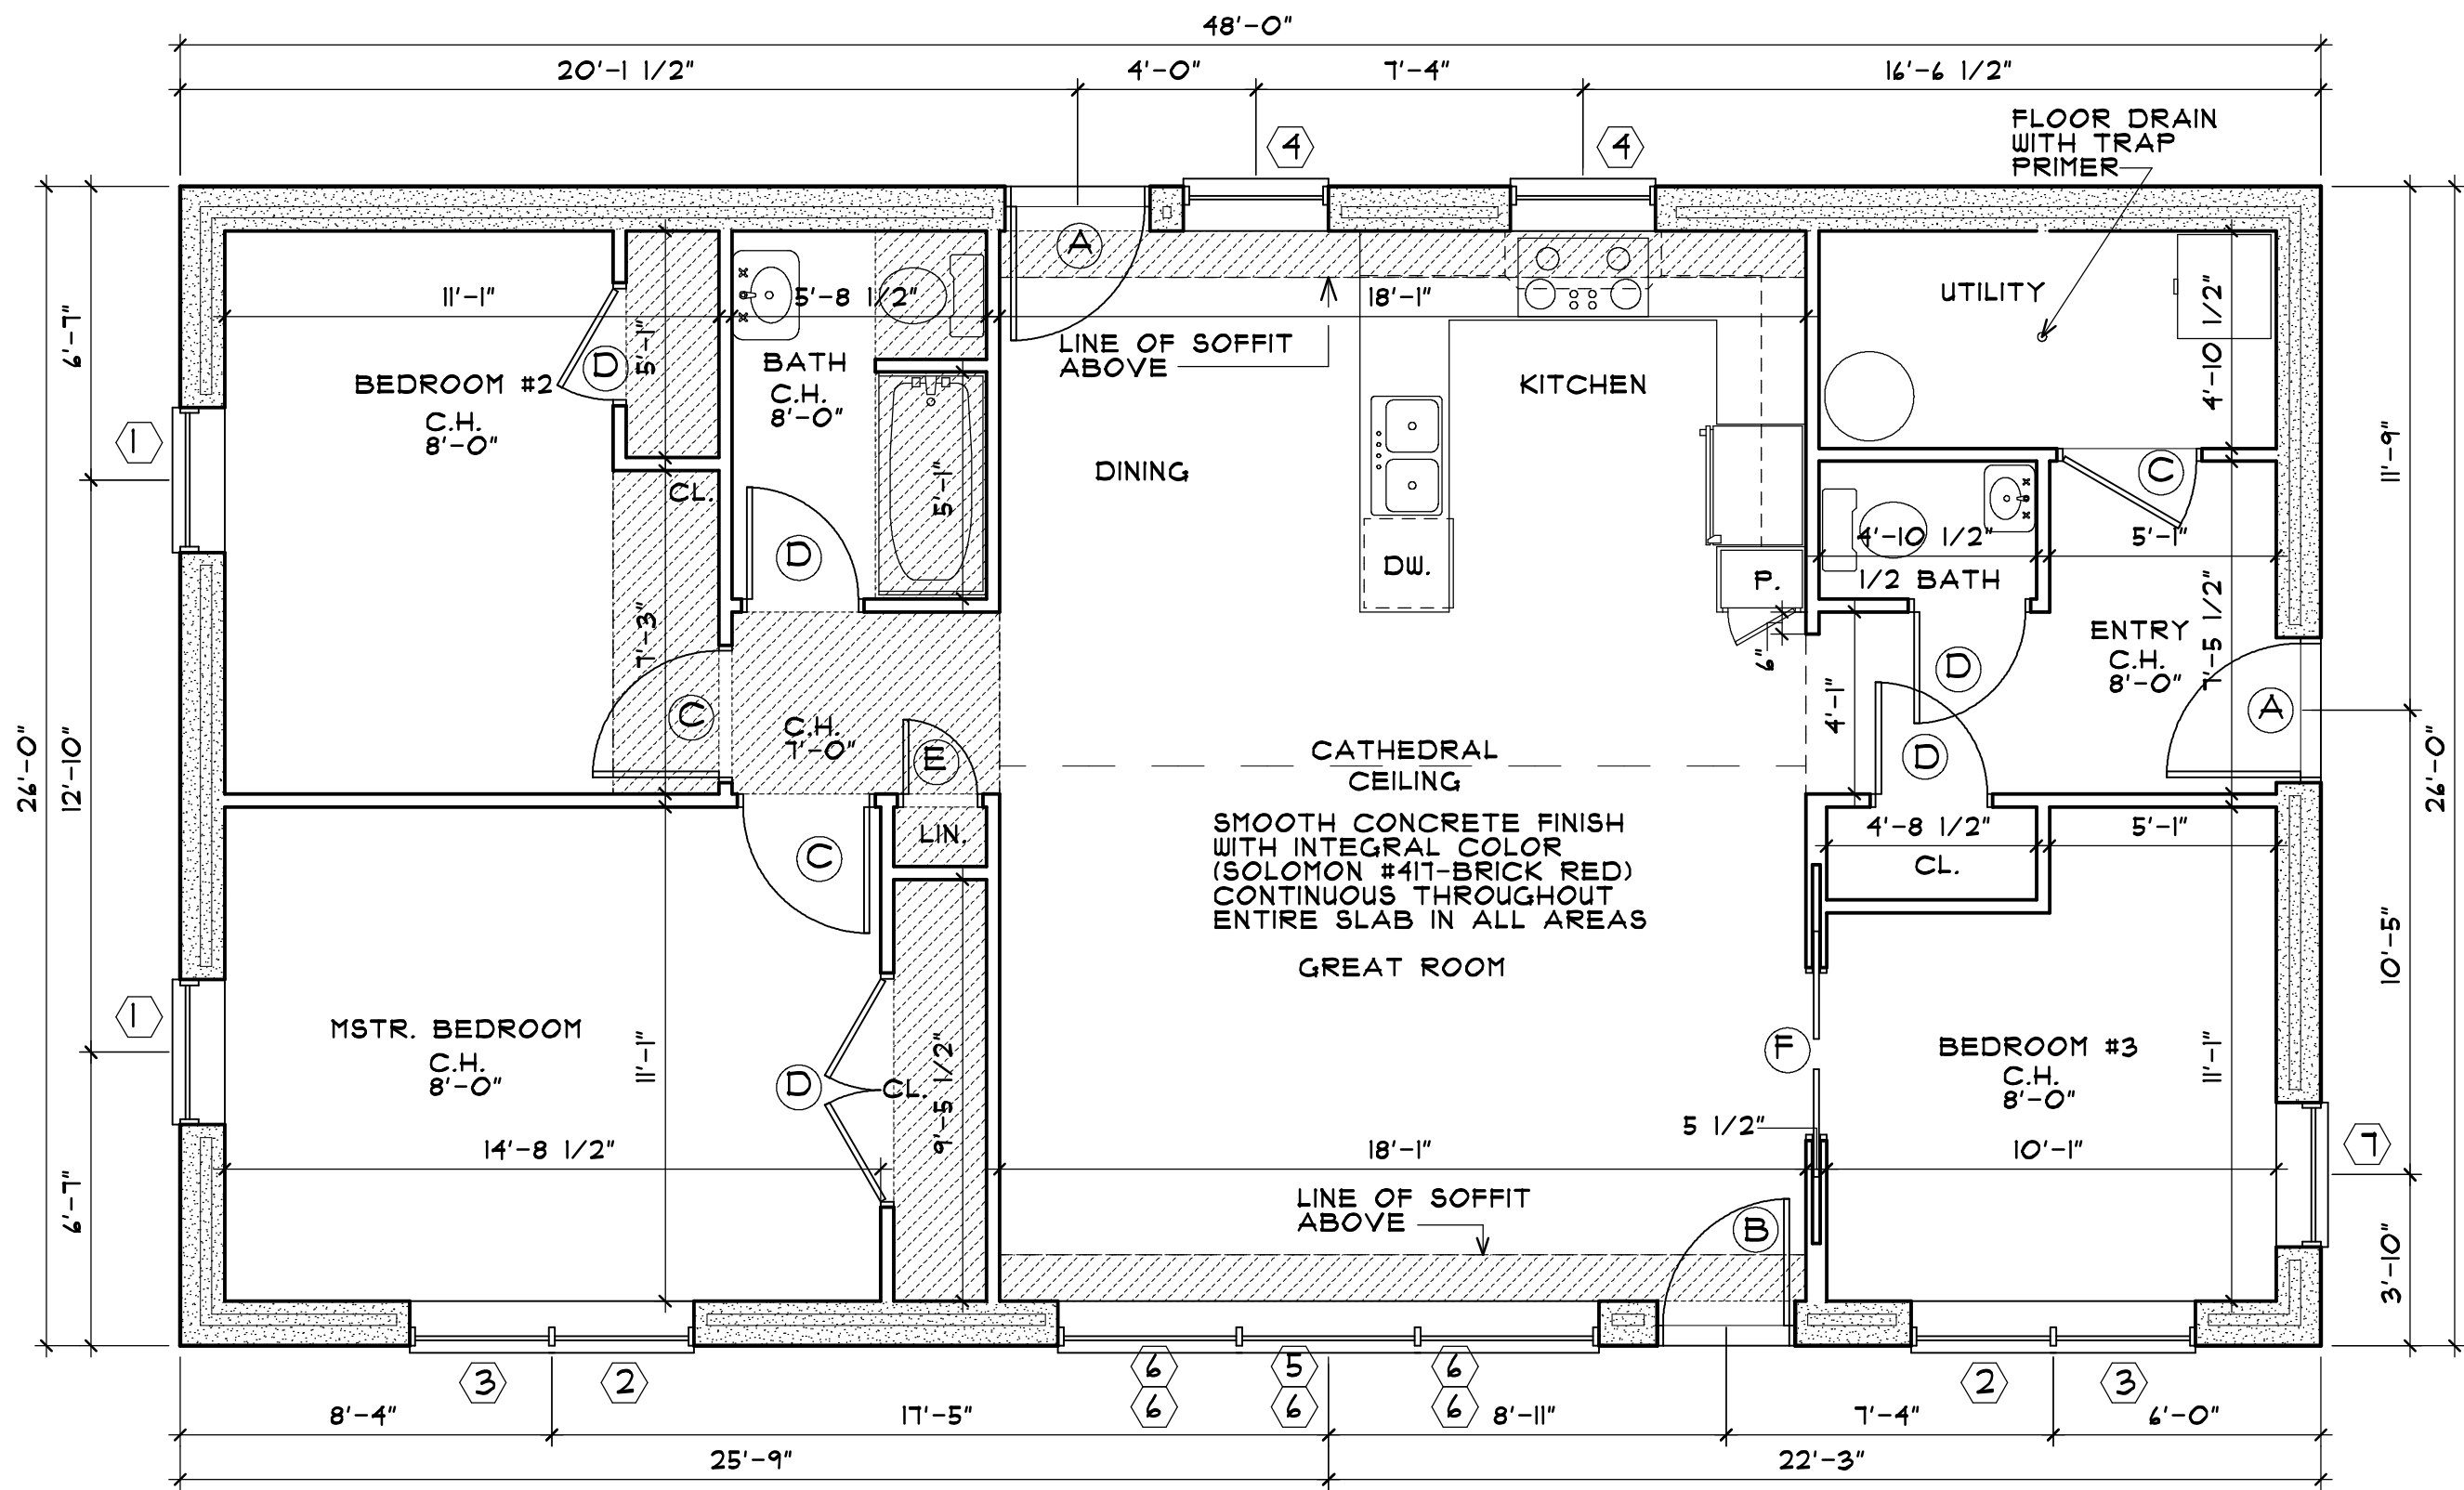 48'-0"
20'-1 1/2" 4'-0" 7'-4" 16'-6 1/2"
FLOOR DRAIN
WITH TRAP
PRIMER
4 4
A
UTILITY
11'-1" 5'-8 1/2" 18'-1"
4'-10 1/2"
6'-7"
5'-1"
D
LINE OF SOFFIT
ABOVE
BATH
C.H.
8'-0"
BEDROOM #2
C.H.
8'-0"
KITCHEN
1
11'-9"
DINING
CL.
5'-1"
C
D
DW.
P.
4'-10 1/2" 5'-1"
1/2 BATH
7'-3"
6"
ENTRY
C.H.
8'-0"
7'-5 1/2"
D
C
C.H.
7'-0"
E
4'-1"
D
A
26'-0"
12'-10"
26'-0"
CATHEDRAL
CEILING
SMOOTH CONCRETE FINISH
WITH INTEGRAL COLOR
(SOLOMON #417-BRICK RED)
CONTINUOUS THROUGHOUT
ENTIRE SLAB IN ALL AREAS
GREAT ROOM
LIN.
C
4'-8 1/2" 5'-1"
CL.
10'-5"
1
MSTR. BEDROOM
C.H.
8'-0"
11'-1"
D
CL.
9'-5 1/2"
F
BEDROOM #3
C.H.
8'-0"
11'-1"
5 1/2"
7
14'-8 1/2" 18'-1" 10'-1"
6'-7"
LINE OF SOFFIT
ABOVE
B
3'-10"
3 2 6 5 6 2 3
6 6 6
8'-4" 17'-5" 8'-11" 7'-4" 6'-0"
25'-9" 22'-3"